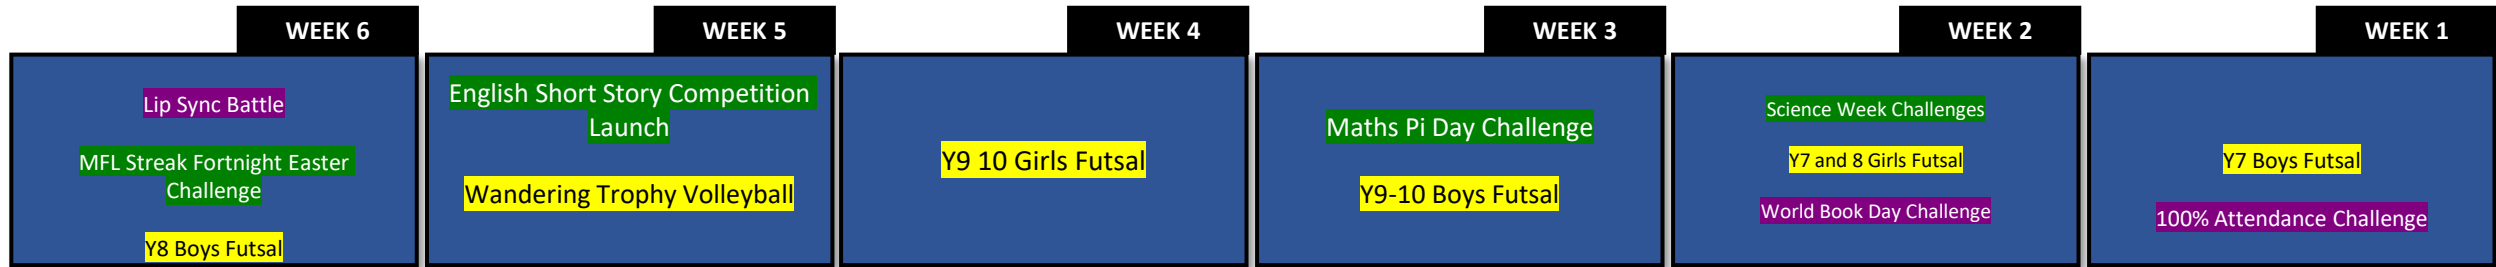 WEEK 6
Lip Sync Battle
MFL Streak Fortnight Easter
Challenge
Y8 Boys Futsal
WEEK 5
English Short Story Competition
Launch
Wandering Trophy Volleyball
WEEK 4
Y9 10 Girls Futsal
WEEK 3
Maths Pi Day Challenge
Y9-10 Boys Futsal
WEEK 2
Science Week Challenges
Y7 and 8 Girls Futsal
World Book Day Challenge
WEEK 1
Y7 Boys Futsal
100% Attendance Challenge